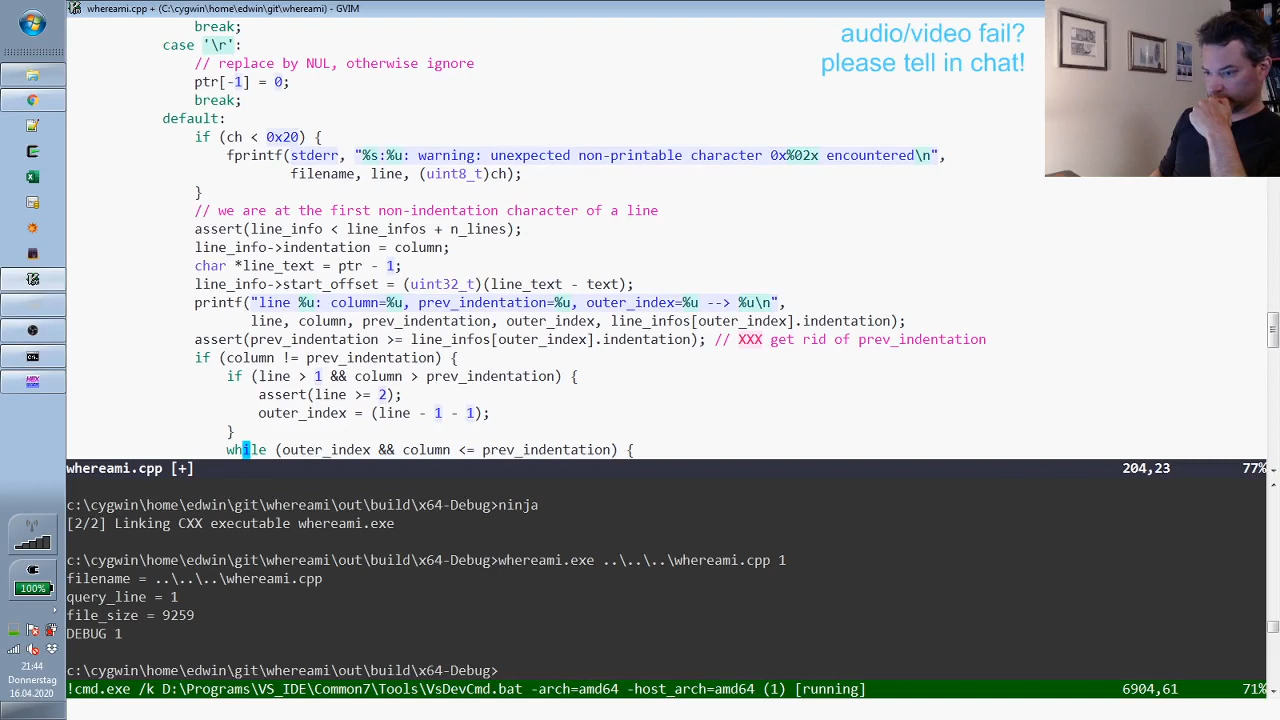 whereami.cpp + (C:\cygwin\home\edwin\git\whereami) - GVIM
break;
case '\r':
// replace by NUL, otherwise ignore
ptr[-1] = 0;
break;
default:
if (ch < 0x20) {
fprintf(stderr, "%s:%u: warning: unexpected non-printable character 0x%02x encountered\n",
filename, line, (uint8_t)ch);
}
// we are at the first non-indentation character of a line
assert(line_info < line_infos + n_lines);
line_info->indentation = column;
char *line_text = ptr - 1;
line_info->start_offset = (uint32_t)(line_text - text);
printf("line %u: column=%u, prev_indentation=%u, outer_index=%u --> %u\n",
line, column, prev_indentation, outer_index, line_infos[outer_index].indentation);
assert(prev_indentation >= line_infos[outer_index].indentation); // XXX get rid of prev_indentation
if (column != prev_indentation) {
if (line > 1 && column > prev_indentation) {
assert(line >= 2);
outer_index = (line - 1 - 1);
}
while (outer_index && column <= prev_indentation) {
whereami.cpp [+] 204,23 77%
c:\cygwin\home\edwin\git\whereami\out\build\x64-Debug>ninja
[2/2] Linking CXX executable whereami.exe
c:\cygwin\home\edwin\git\whereami\out\build\x64-Debug>whereami.exe ..\..\..\whereami.cpp 1
filename = ..\..\..\whereami.cpp
query_line = 1
file_size = 9259
DEBUG 1
c:\cygwin\home\edwin\git\whereami\out\build\x64-Debug>
!cmd.exe /k D:\Programs\VS_IDE\Common7\Tools\VsDevCmd.bat -arch=amd64 -host_arch=amd64 (1) [running] 6904,61 71%
audio/video fail?
please tell in chat!
HEX
100%
21:44
Donnerstag
16.04.2020